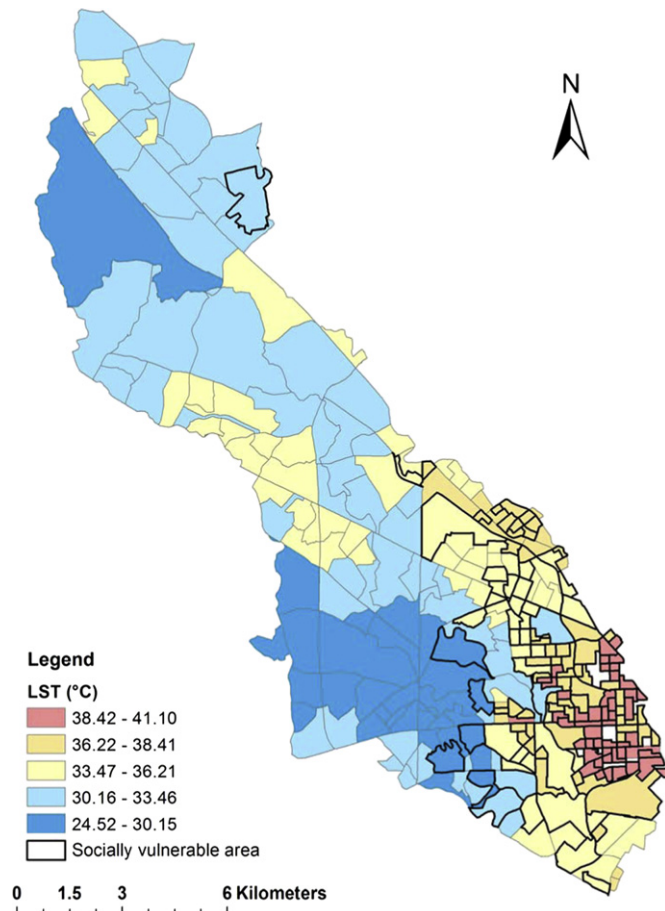 N
Legend
LST (°C)
38.42 - 41.10
36.22 - 38.41
33.47 - 36.21
30.16 - 33.46
24.52 - 30.15
Socially vulnerable area
0 1.5 3 6 Kilometers